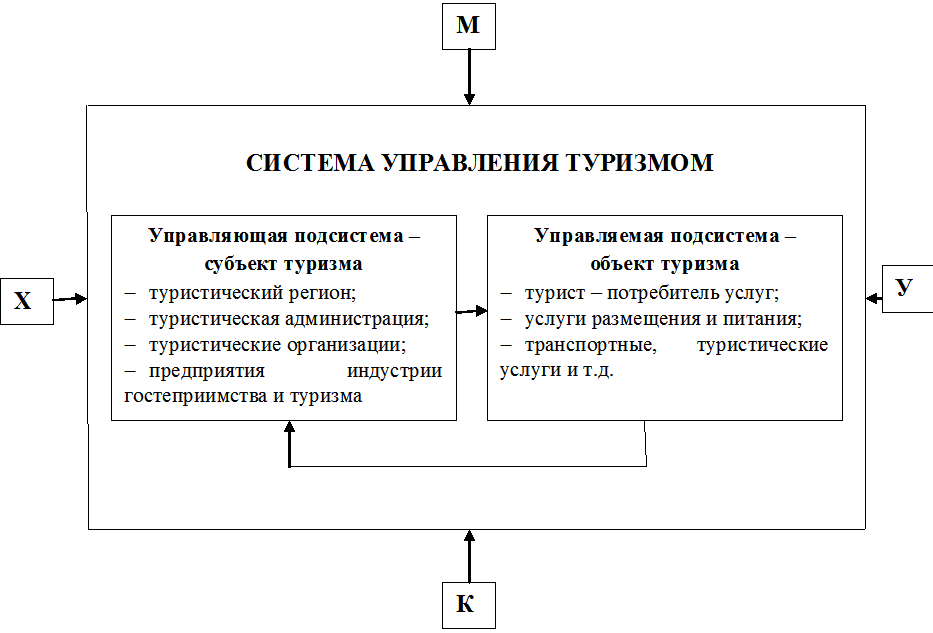 М
СИСТЕМА УПРАВЛЕНИЯ ТУРИЗМОМ
Управляющая подсистема –
субъект туризма
– туристический регион;
– туристическая администрация;
– туристические организации;
– предприятия индустрии
гостеприимства и туризма
Управляемая подсистема –
объект туризма
– турист – потребитель услуг;
– услуги размещения и питания;
– транспортные, туристические
услуги и т.д.
Х
У
К